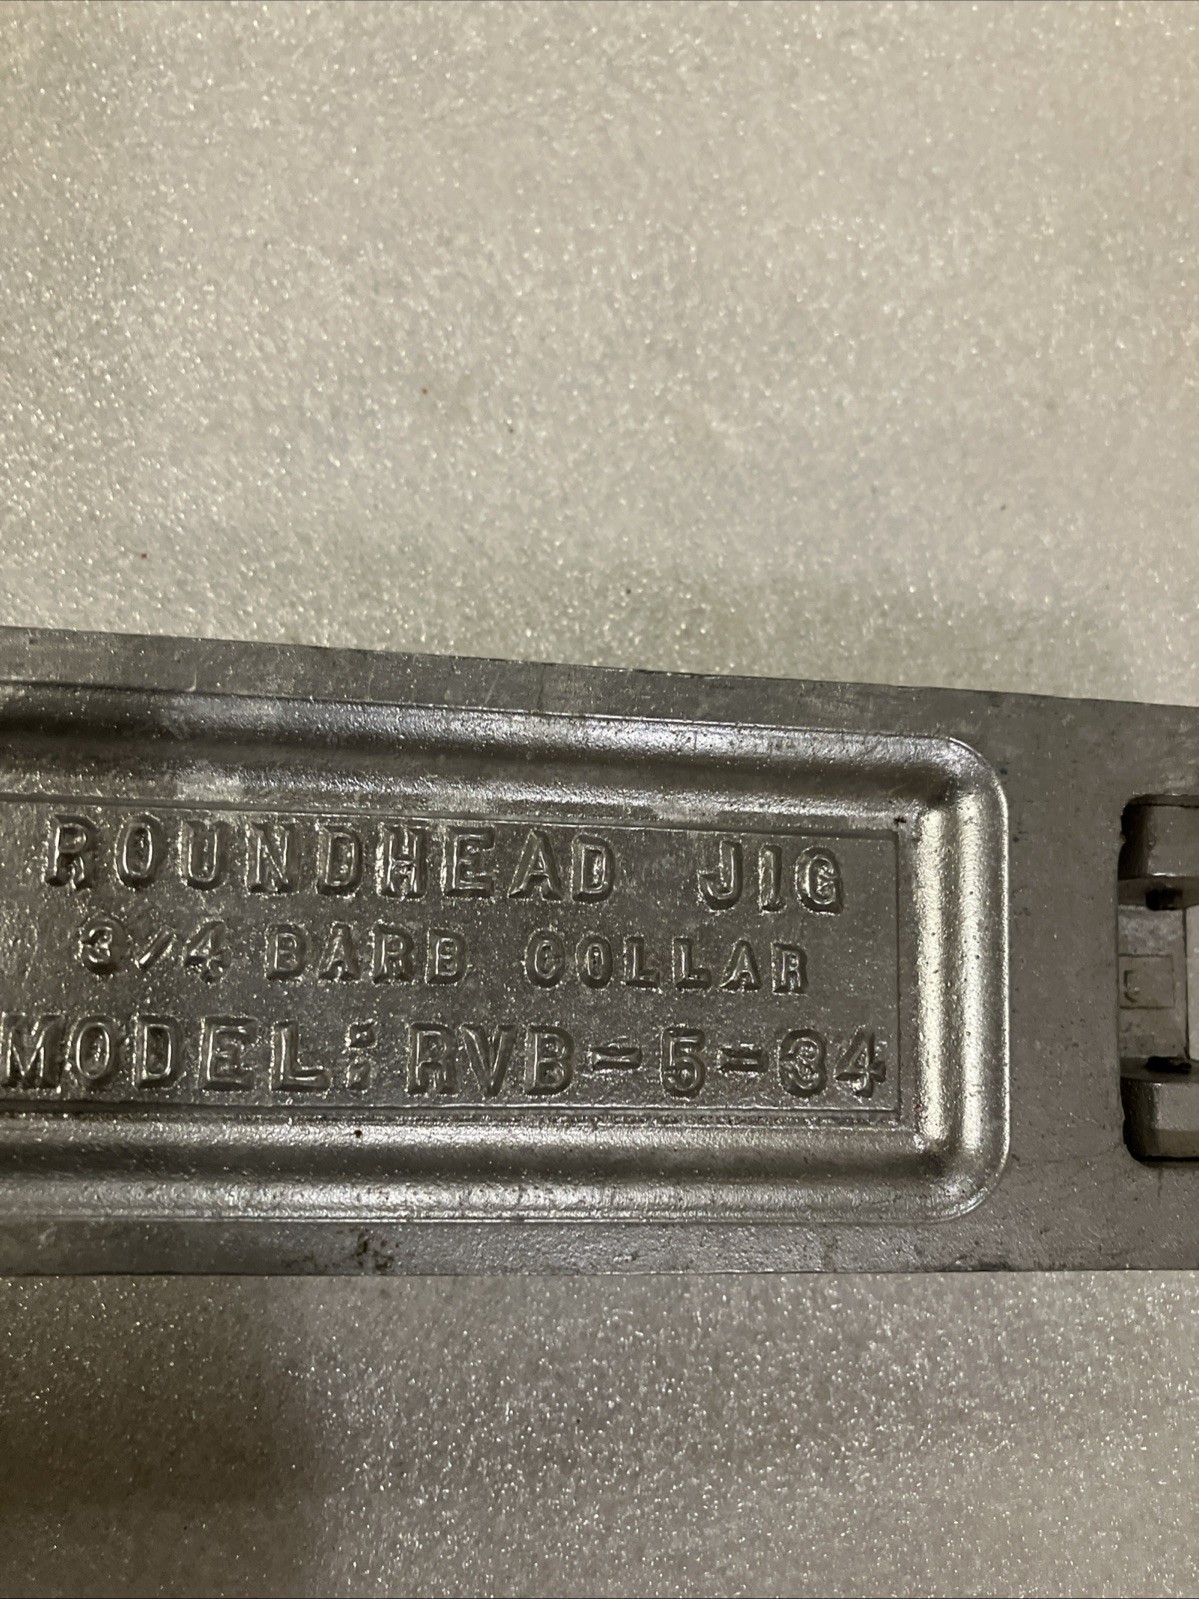 ROUNDHEAD JIG
3/4 BARB COLLAR
MODEL: RVB-5-34